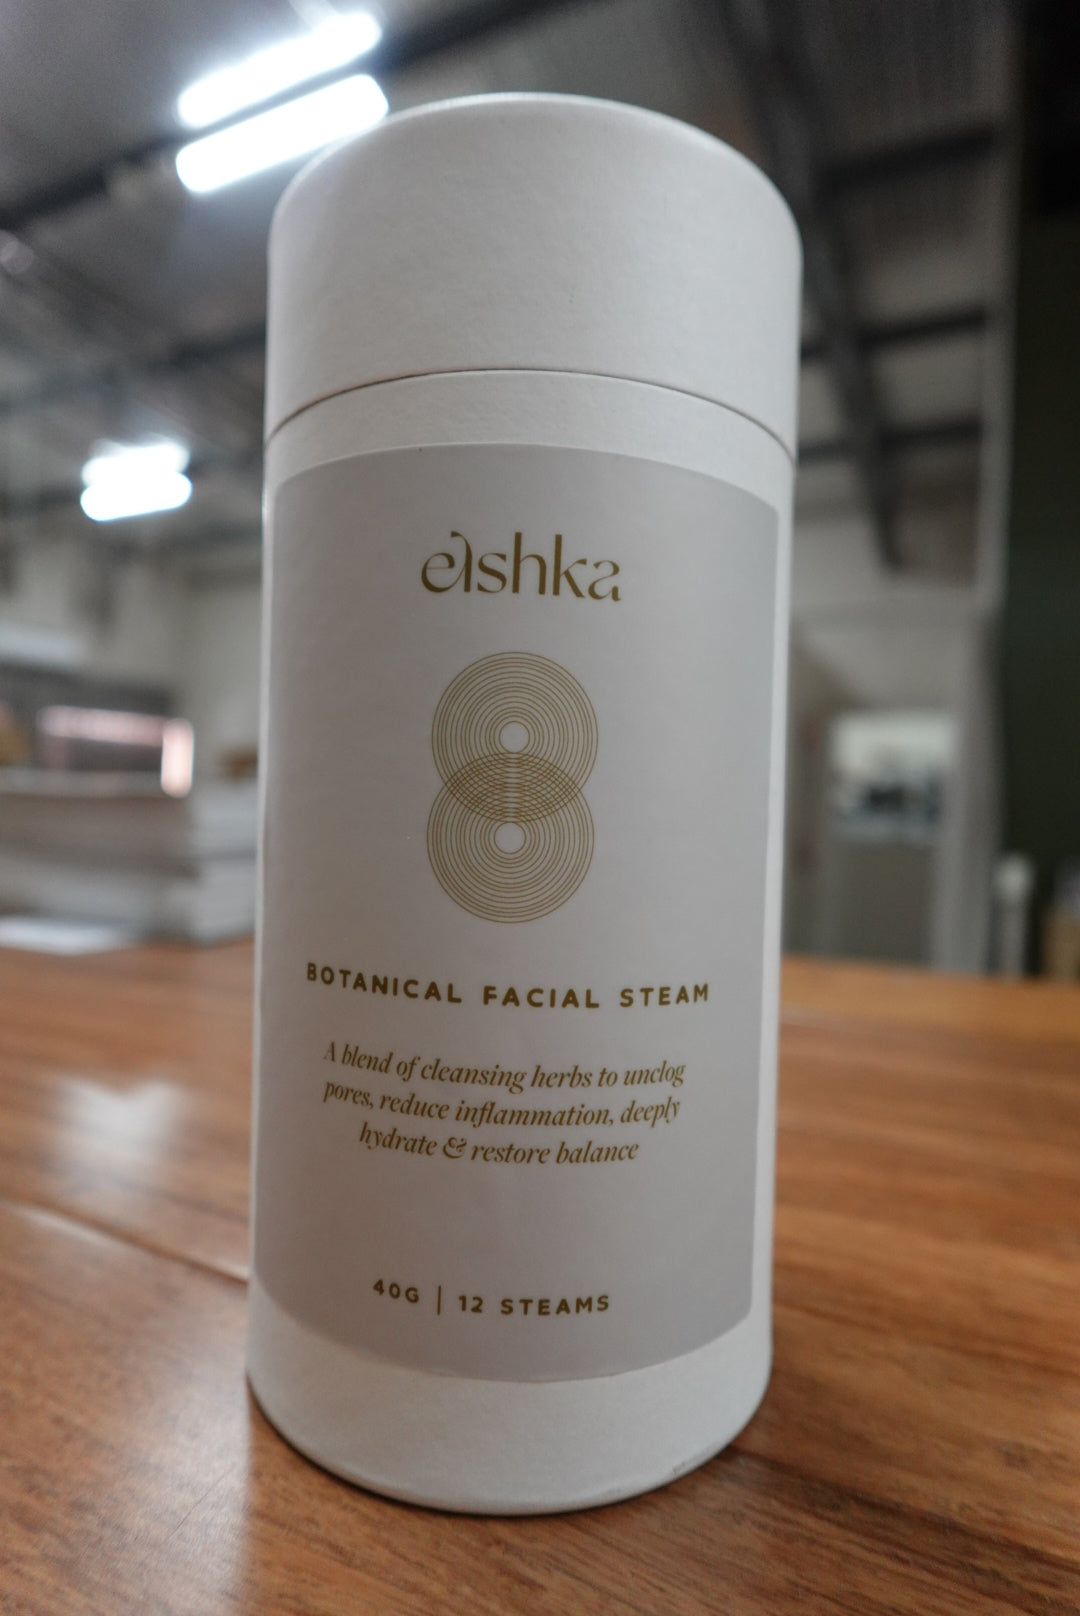 eishka
BOTANICAL FACIAL STEAM
A blend of cleansing herbs to unclog
pores, reduce inflammation, deeply
hydrate & restore balance
40G | 12 STEAMS